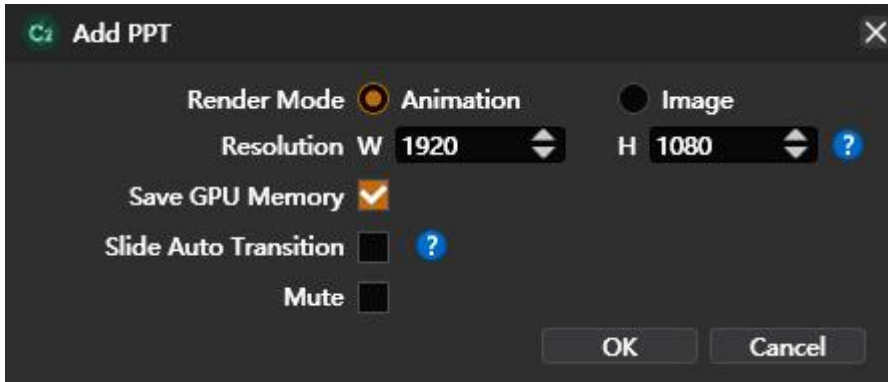 C2 Add PPT
Render Mode Animation Image
Resolution W 1920 H 1080 ?
Save GPU Memory
Slide Auto Transition ?
Mute
OK Cancel